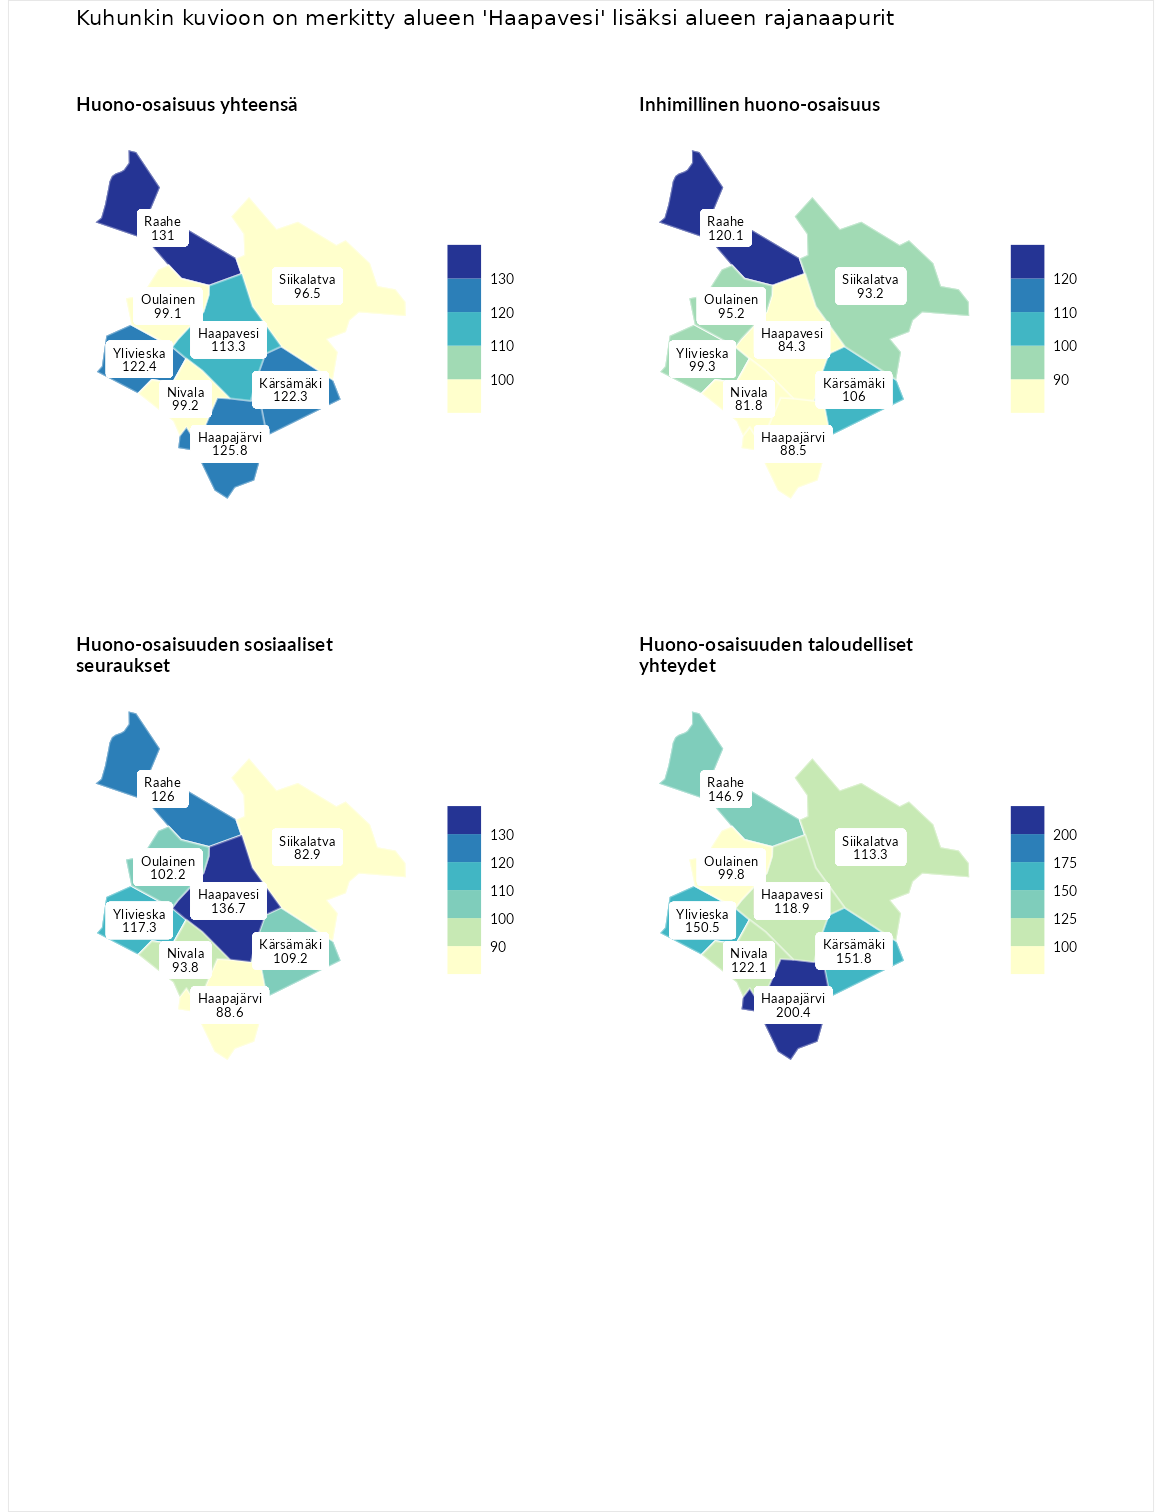 Kuhunkin kuvioon on merkitty alueen 'Haapavesi' lisäksi alueen rajanaapurit
Huono-osaisuus yhteensä
Raahe
131
Siikalatva
96.5
Oulainen
99.1
Haapavesi
113.3
Ylivieska
122.4
Kärsämäki
122.3
Nivala
99.2
Haapajärvi
125.8
130
120
110
100
Inhimillinen huono-osaisuus
Raahe
120.1
Siikalatva
93.2
Oulainen
95.2
Haapavesi
84.3
Ylivieska
99.3
Kärsämäki
106
Nivala
81.8
Haapajärvi
88.5
120
110
100
90
Huono-osaisuuden sosiaaliset
seuraukset
Raahe
126
Siikalatva
82.9
Oulainen
102.2
Haapavesi
136.7
Ylivieska
117.3
Kärsämäki
109.2
Nivala
93.8
Haapajärvi
88.6
130
120
110
100
90
Huono-osaisuuden taloudelliset
yhteydet
Raahe
146.9
Siikalatva
113.3
Oulainen
99.8
Haapavesi
118.9
Ylivieska
150.5
Kärsämäki
151.8
Nivala
122.1
Haapajärvi
200.4
200
175
150
125
100